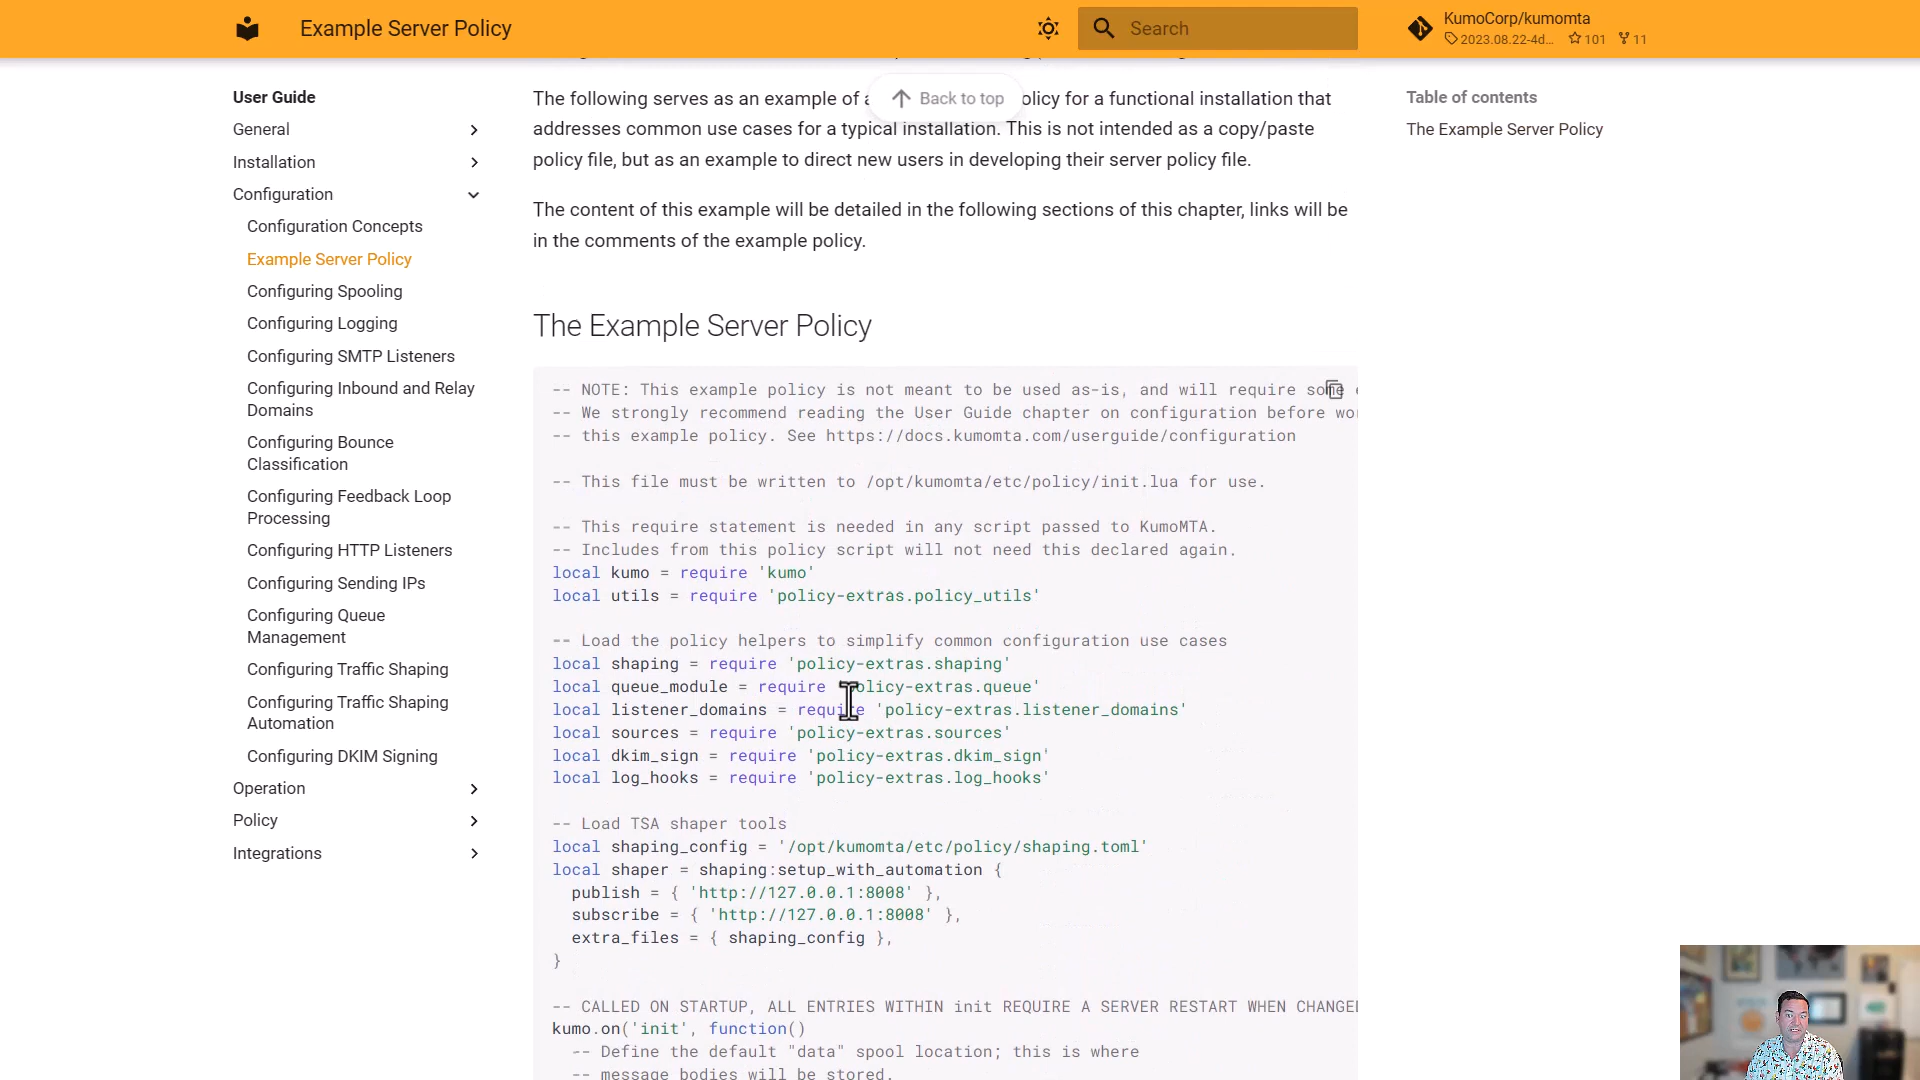 Example Server Policy
Search
KumoCorp/kumomta
2023.08.22-4d... 101 11
User Guide
General
Installation
Configuration
Configuration Concepts
Example Server Policy
Configuring Spooling
Configuring Logging
Configuring SMTP Listeners
Configuring Inbound and Relay
Domains
Configuring Bounce
Classification
Configuring Feedback Loop
Processing
Configuring HTTP Listeners
Configuring Sending IPs
Configuring Queue
Management
Configuring Traffic Shaping
Configuring Traffic Shaping
Automation
Configuring DKIM Signing
Operation
Policy
Integrations
Back to top
The following serves as an example of olicy for a functional installation that
addresses common use cases for a typical installation. This is not intended as a copy/paste
policy file, but as an example to direct new users in developing their server policy file.
The content of this example will be detailed in the following sections of this chapter, links will be
in the comments of the example policy.
The Example Server Policy
-- NOTE: This example policy is not meant to be used as-is, and will require some
-- We strongly recommend reading the User Guide chapter on configuration before wo
-- this example policy. See https://docs.kumomta.com/userguide/configuration
-- This file must be written to /opt/kumomta/etc/policy/init.lua for use.
-- This require statement is needed in any script passed to KumoMTA.
-- Includes from this policy script will not need this declared again.
local kumo = require 'kumo'
local utils = require 'policy-extras.policy_utils'
-- Load the policy helpers to simplify common configuration use cases
local shaping = require 'policy-extras.shaping'
local queue_module = require 'policy-extras.queue'
local listener_domains = require 'policy-extras.listener_domains'
local sources = require 'policy-extras.sources'
local dkim_sign = require 'policy-extras.dkim_sign'
local log_hooks = require 'policy-extras.log_hooks'
-- Load TSA shaper tools
local shaping_config = '/opt/kumomta/etc/policy/shaping.toml'
local shaper = shaping:setup_with_automation {
publish = { 'http://127.0.0.1:8008' },
subscribe = { 'http://127.0.0.1:8008' },
extra_files = { shaping_config },
}
-- CALLED ON STARTUP, ALL ENTRIES WITHIN init REQUIRE A SERVER RESTART WHEN CHANGE
kumo.on('init', function()
-- Define the default "data" spool location; this is where
-- message bodies will be stored.
Table of contents
The Example Server Policy